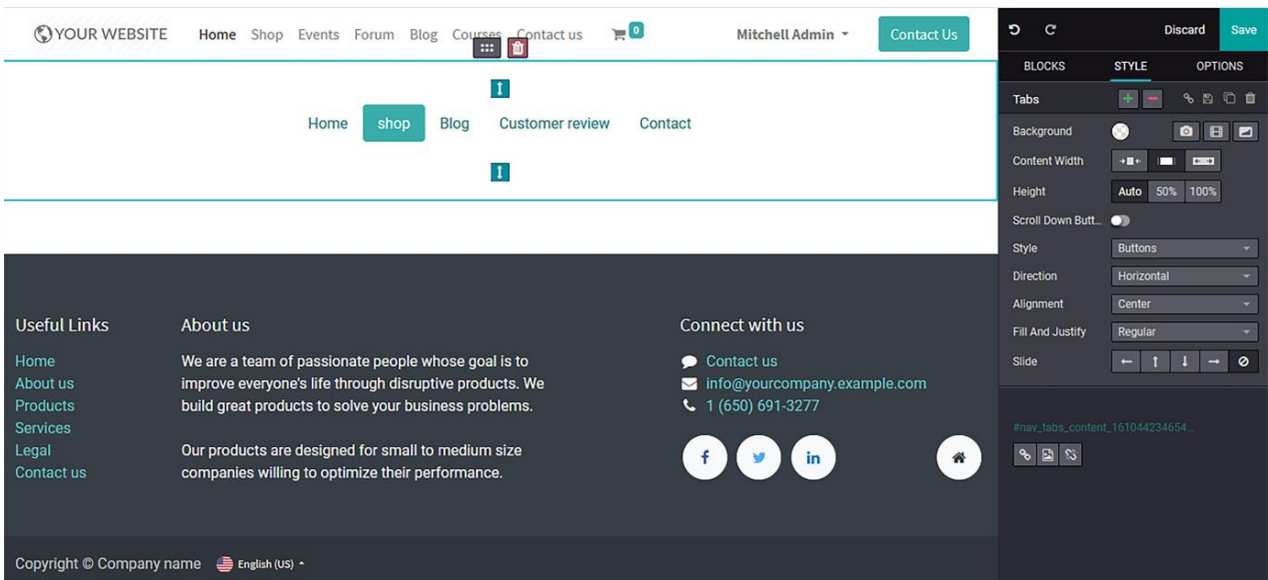 YOUR WEBSITE Home Shop Events Forum Blog Courses Contact us 0 Mitchell Admin Contact Us
Home shop Blog Customer review Contact
Useful Links
Home
About us
Products
Services
Legal
Contact us
About us
We are a team of passionate people whose goal is to
improve everyone's life through disruptive products. We
build great products to solve your business problems.
Our products are designed for small to medium size
companies willing to optimize their performance.
Connect with us
Contact us
info@yourcompany.example.com
1 (650) 691-3277
Copyright © Company name English (US)
Discard Save
BLOCKS STYLE OPTIONS
Tabs
Background
Content Width
Height Auto 50% 100%
Scroll Down Butt...
Style Buttons
Direction Horizontal
Alignment Center
Fill And Justify Regular
Slide
#nav_tabs_content_161044234654...